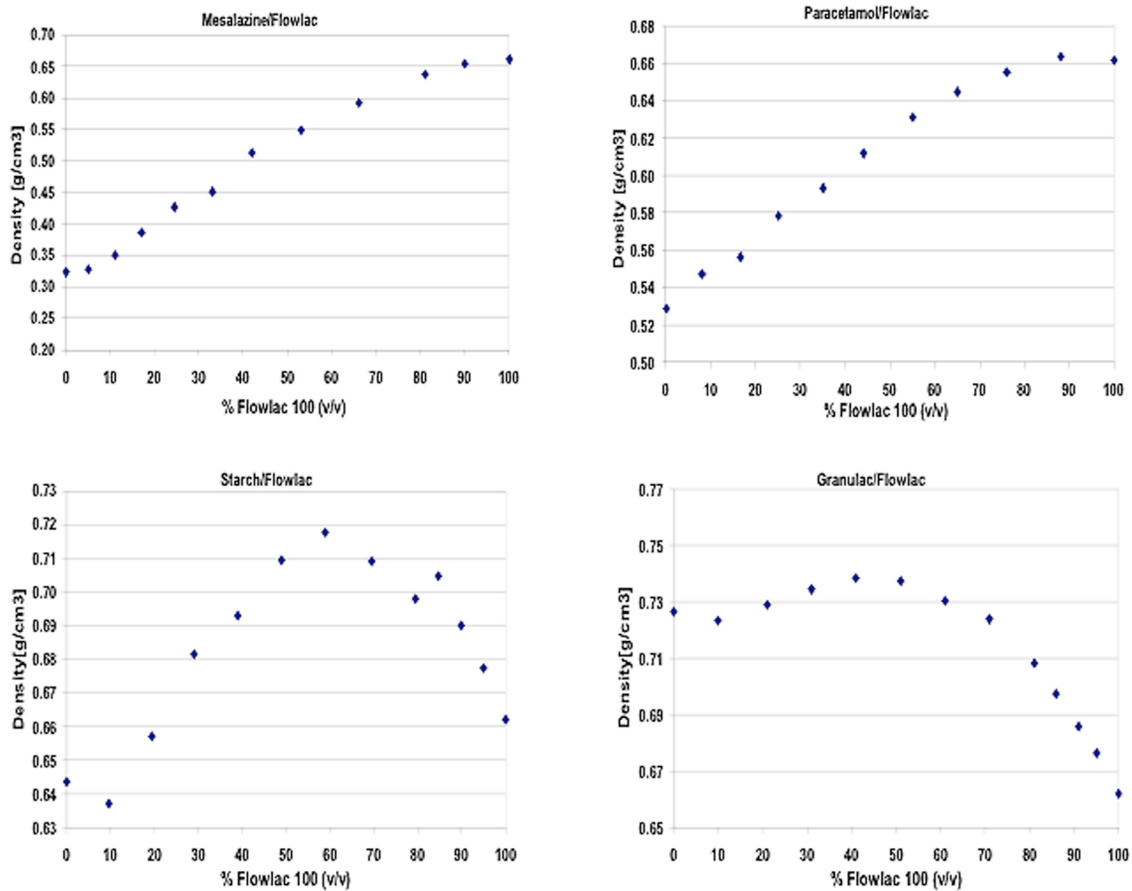 Mesalazine/Flowlac
0.70
0.65
0.60
0.55
0.50
0.45
0.40
0.35
0.30
0.25
0.20
Density [g/cm3]
0 10 20 30 40 50 60 70 80 90 100
% Flowlac 100 (v/v)
Paracetamol/Flowlac
0.68
0.66
0.64
0.62
0.60
0.58
0.56
0.54
0.52
0.50
Density [g/cm3]
0 10 20 30 40 50 60 70 80 90 100
% Flowlac 100 (v/v)
Starch/Flowlac
0.73
0.72
0.71
0.70
0.69
0.68
0.67
0.66
0.65
0.64
0.63
Density[g/cm3]
0 10 20 30 40 50 60 70 80 90 100
% Flowlac 100 (v/v)
Granulac/Flowlac
0.77
0.75
0.73
0.71
0.69
0.67
0.65
Density[g/cm3]
0 10 20 30 40 50 60 70 80 90 100
% Flowlac 100 (v/v)